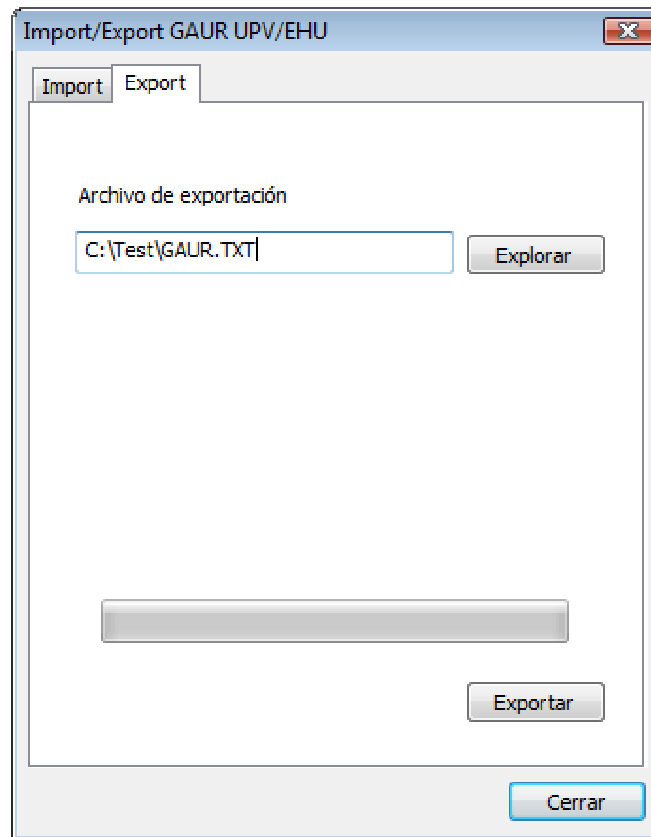 Import/Export GAUR UPV/EHU
Import Export
Archivo de exportación
C:\Test\GAUR.TXT Explorar
Exportar
Cerrar